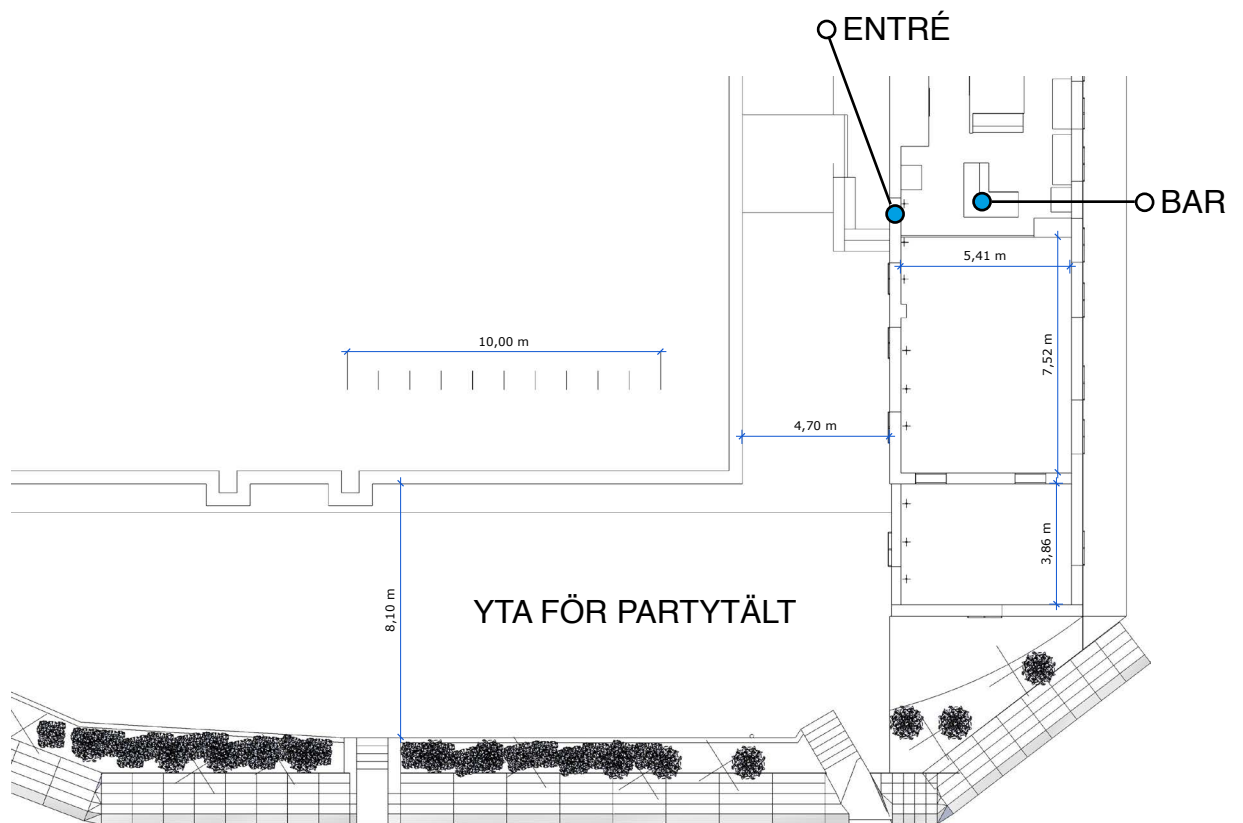 ENTRÉ
BAR
5,41 m
7,52 m
10,00 m
4,70 m
3,86 m
8,10 m
YTA FÖR PARTYTÄLT